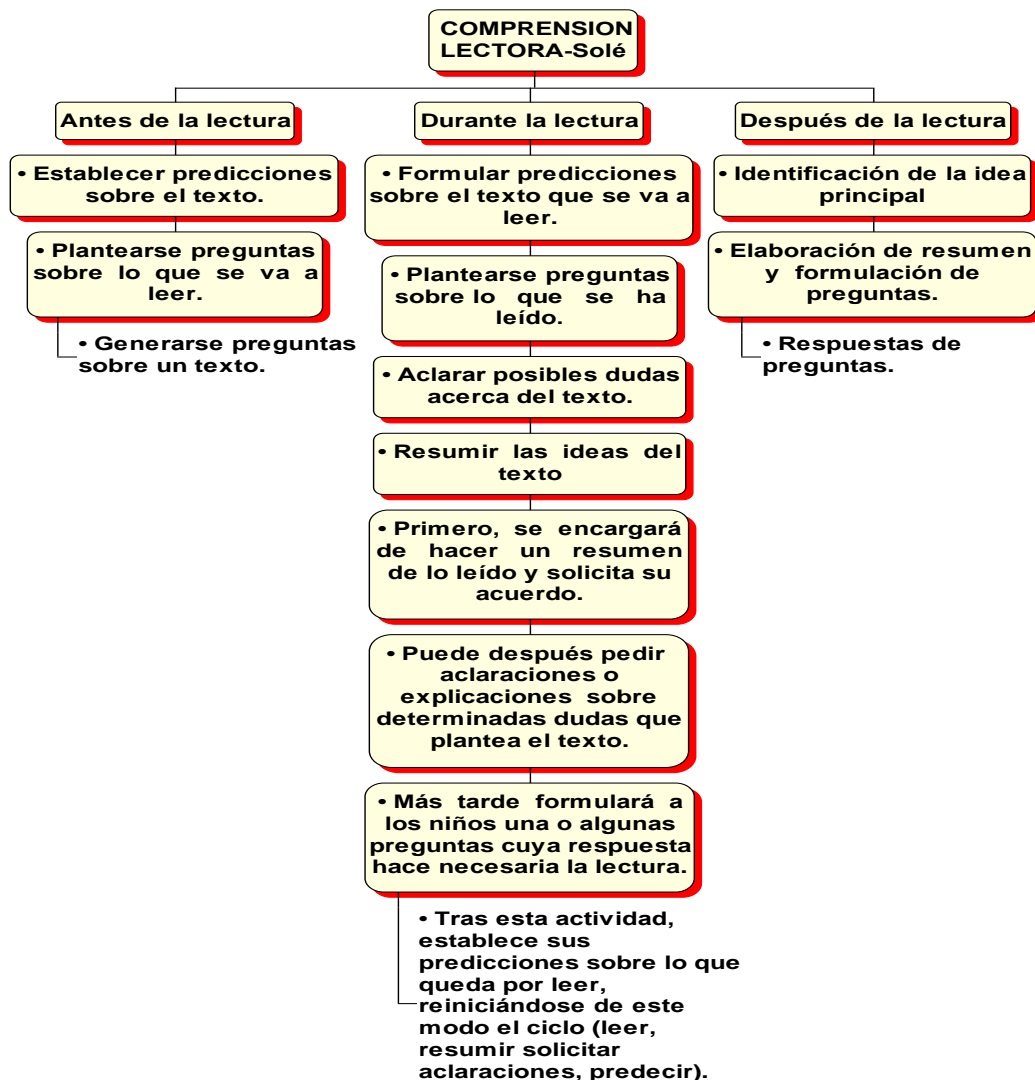 COMPRENSION
LECTORA-Solé
Antes de la lectura
• Establecer predicciones
sobre el texto.
• Plantearse preguntas
sobre lo que se va a
leer.
• Generarse preguntas
sobre un texto.
Durante la lectura
• Formular predicciones
sobre el texto que se va a
leer.
• Plantearse preguntas
sobre lo que se ha
leído.
• Aclarar posibles dudas
acerca del texto.
• Resumir las ideas del
texto
• Primero, se encargará
de hacer un resumen
de lo leído y solicita su
acuerdo.
• Puede después pedir
aclaraciones o
explicaciones sobre
determinadas dudas que
plantea el texto.
• Más tarde formulará a
los niños una o algunas
preguntas cuya respuesta
hace necesaria la lectura.
• Tras esta actividad,
establece sus
predicciones sobre lo que
queda por leer,
reiniciándose de este
modo el ciclo (leer,
resumir solicitar
aclaraciones, predecir).
Después de la lectura
• Identificación de la idea
principal
• Elaboración de resumen
y formulación de
preguntas.
• Respuestas de
preguntas.